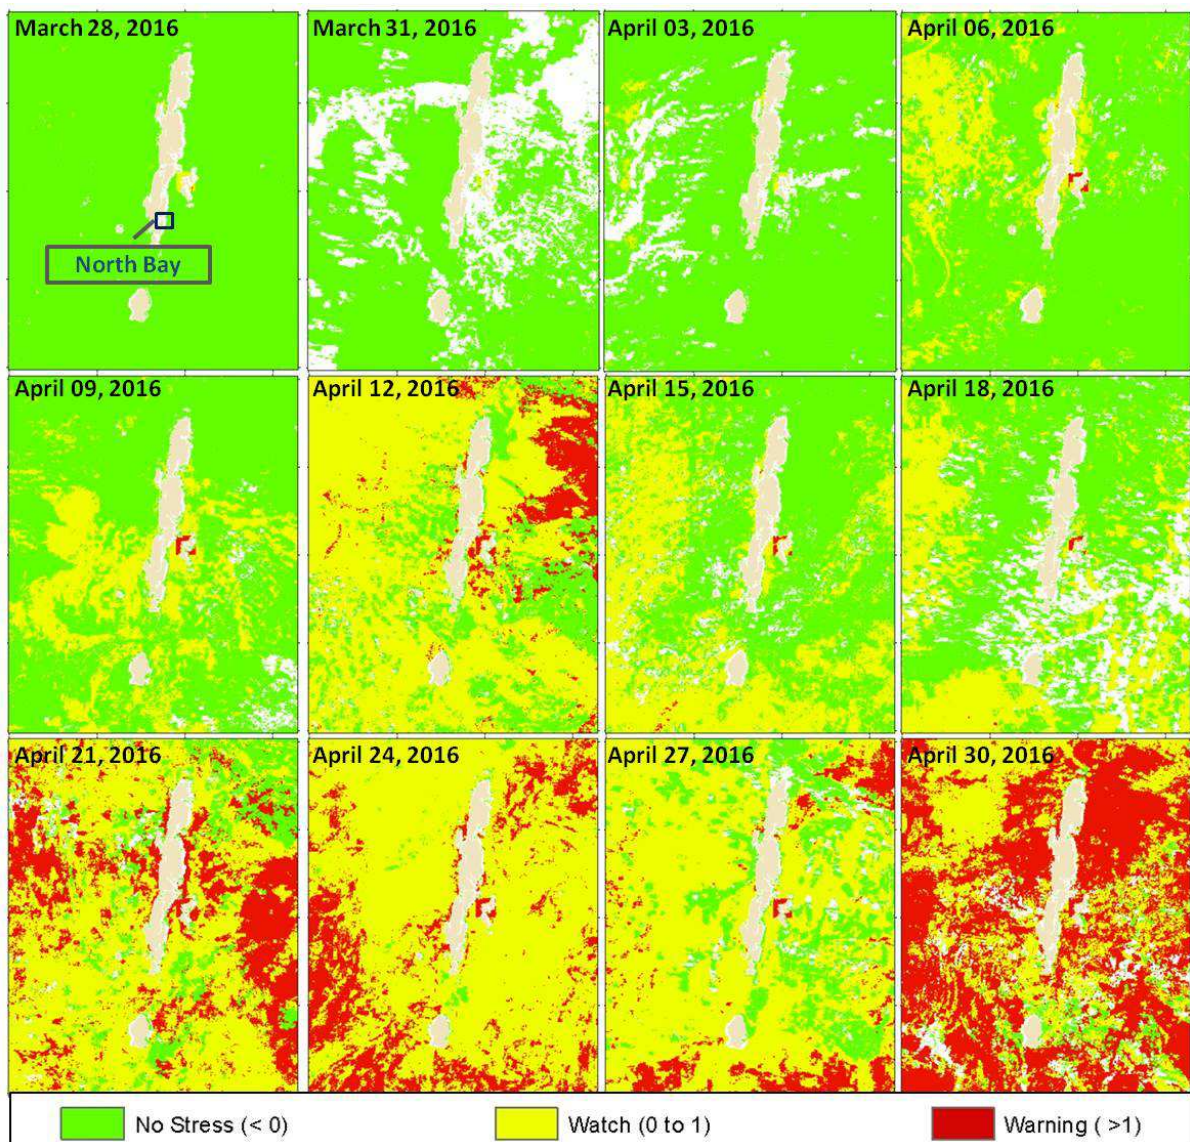 March 28, 2016
March 31, 2016
April 03, 2016
April 06, 2016
North Bay
April 09, 2016
April 12, 2016
April 15, 2016
April 18, 2016
April 21, 2016
April 24, 2016
April 27, 2016
April 30, 2016
No Stress (< 0)
Watch (0 to 1)
Warning ( >1)